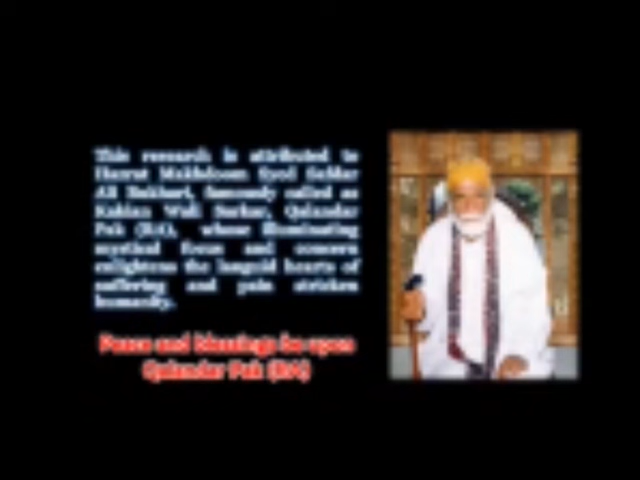 This research is attributed to
Hazrat Makhdoom Syed Safdar
Ali Bukhari, famously called as
Kakian Wali Sarkar, Qalandar
Pak (RA), whose illuminating
mystical focus and concern
enlightens the languid hearts of
suffering and pain stricken
humanity.
Peace and blessings be upon
Qalandar Pak (RA)